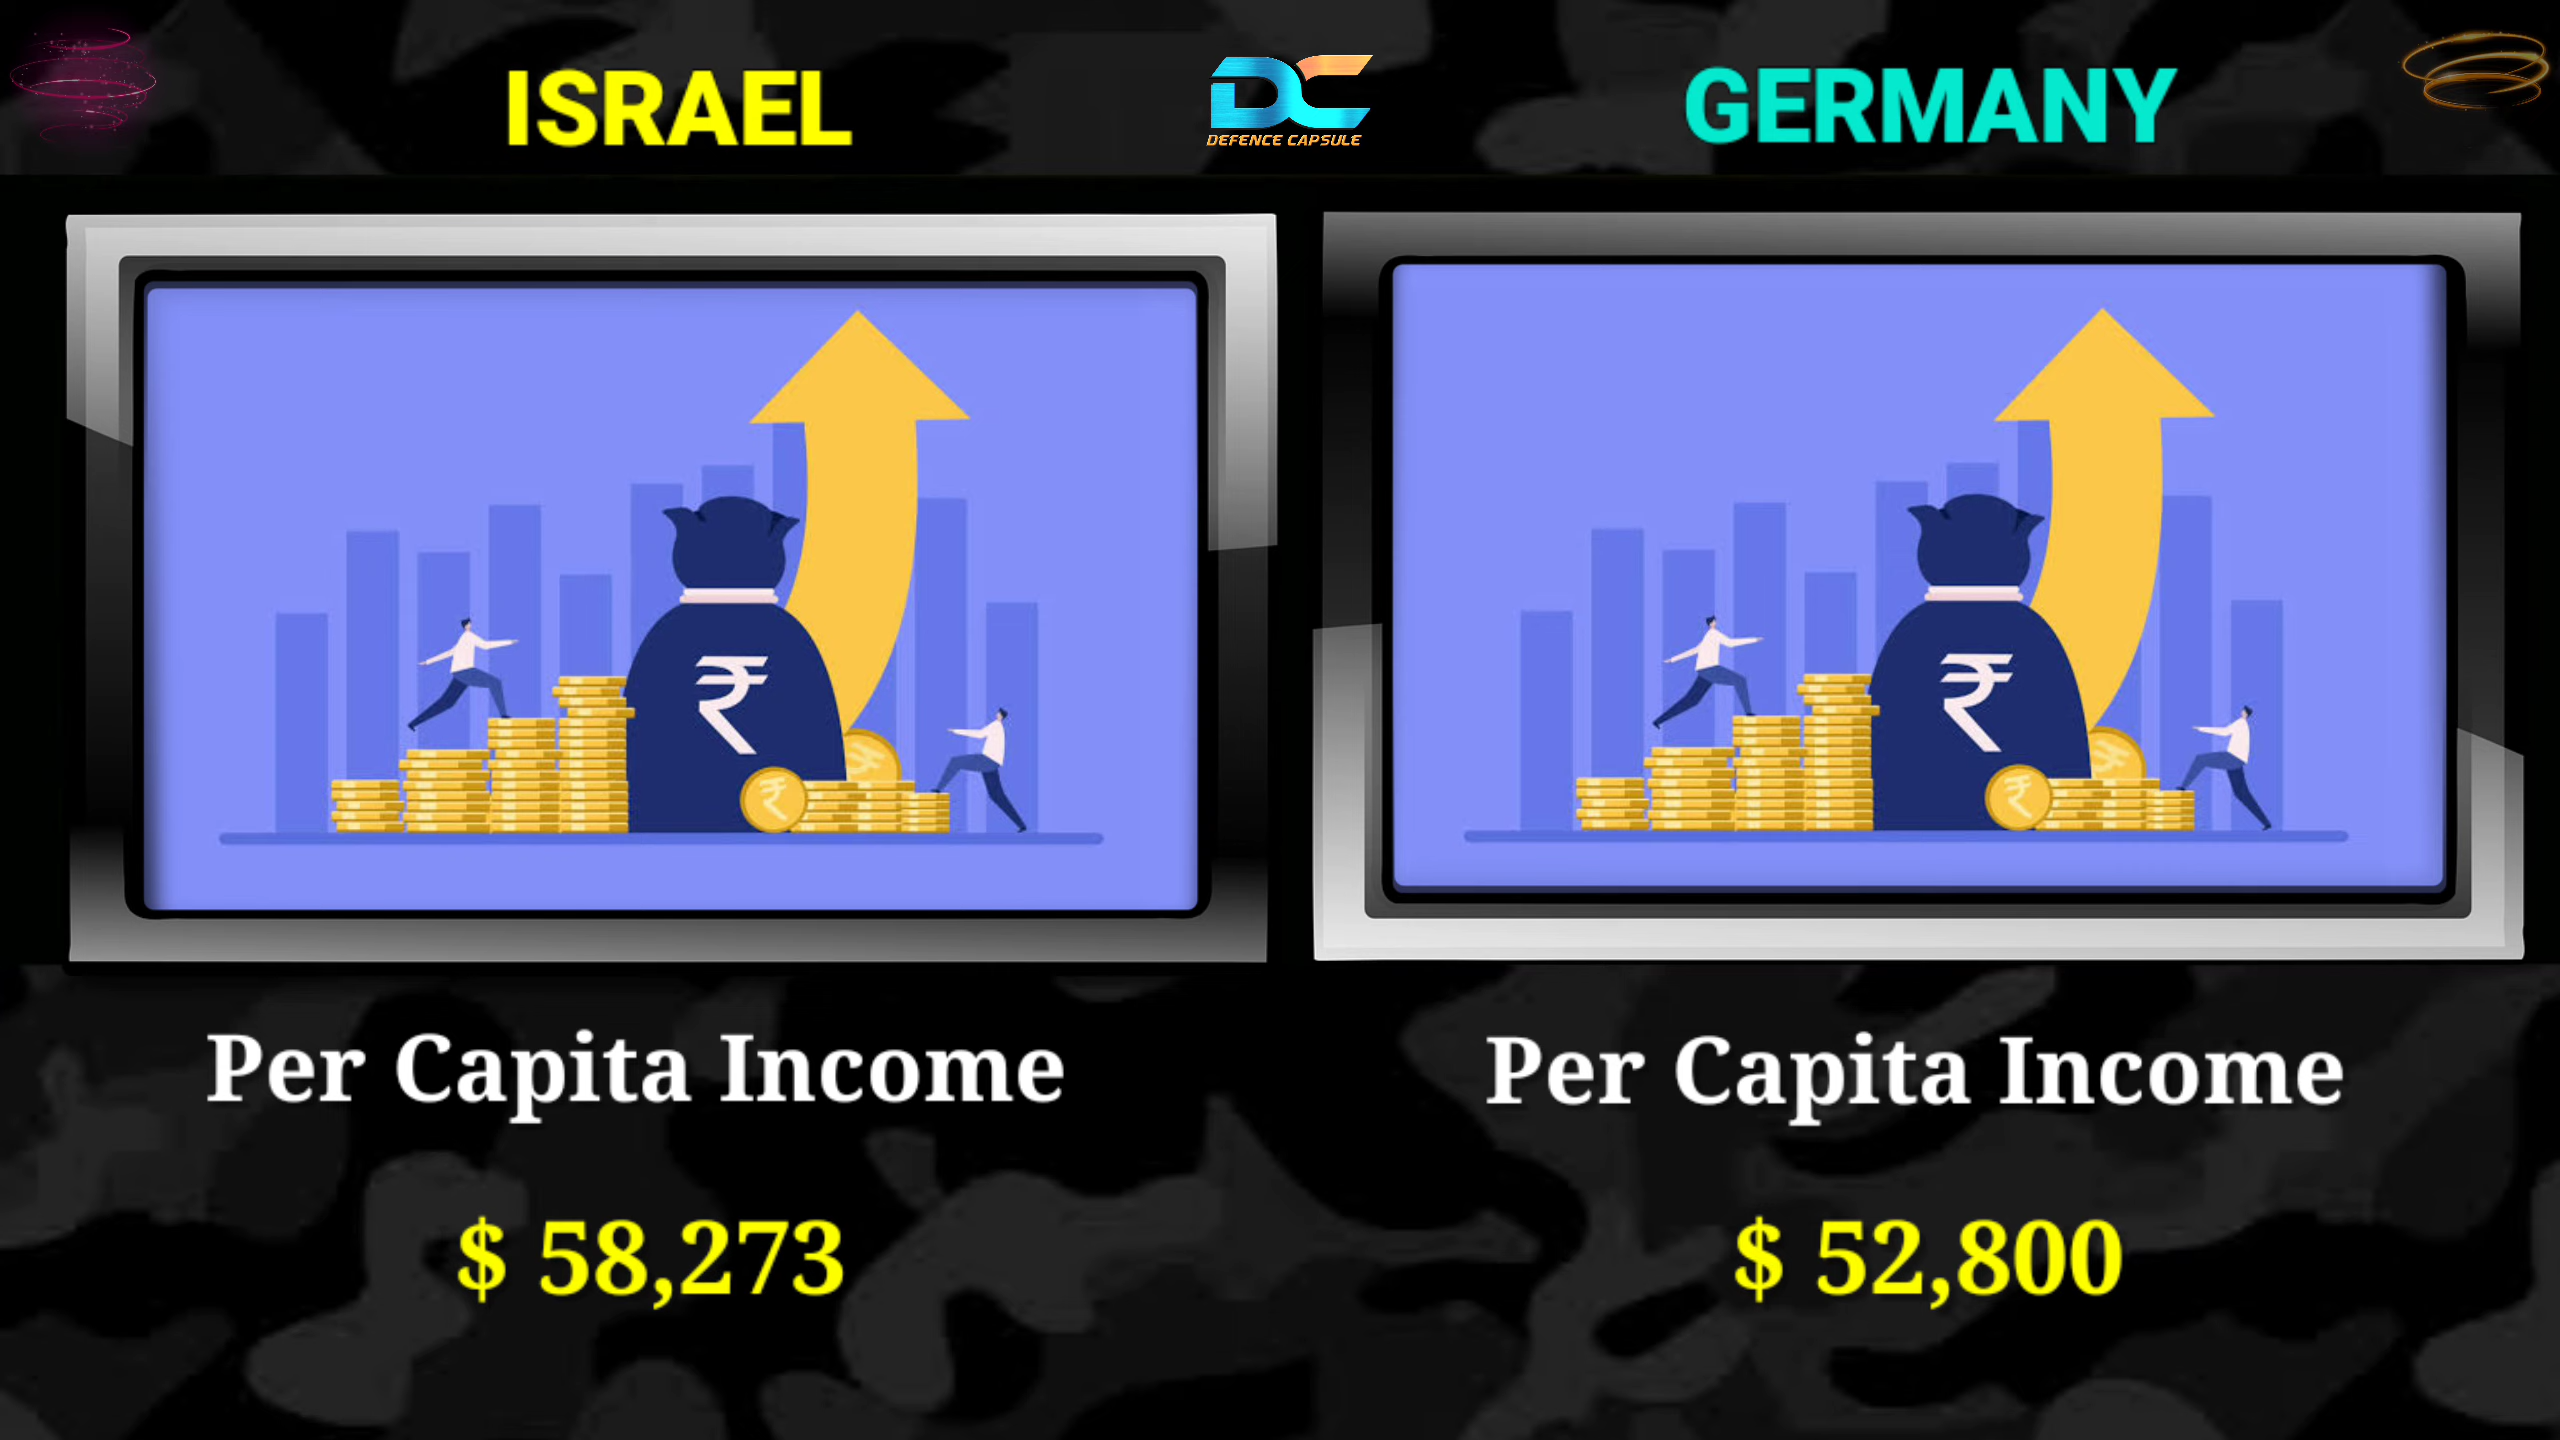 ISRAEL
DC
DEFENCE CAPSULE
GERMANY
₹
₹
₹
₹
₹
₹
Per Capita Income
$ 58,273
Per Capita Income
$ 52,800